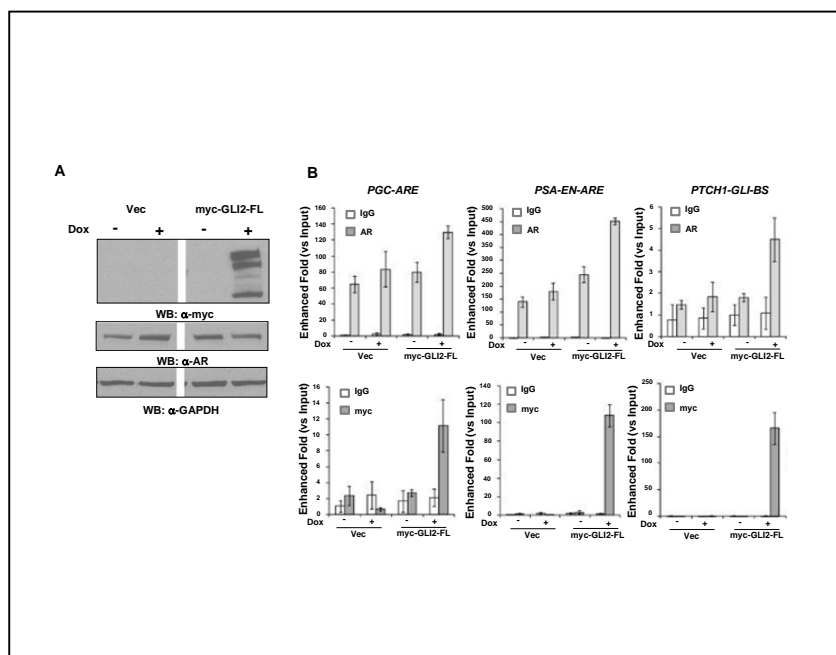 A
Vec myc-GLI2-FL
Dox - + - +
WB: α-myc
WB: α-AR
WB: α-GAPDH
B
PGC-ARE
Enhanced Fold (vs Input)
160
140
120
100
80
60
40
20
0
IgG
AR
Dox - + - +
Vec myc-GLI2-FL
PSA-EN-ARE
Enhanced Fold (vs Input)
500
450
400
350
300
250
200
150
100
50
0
IgG
AR
- + - +
Vec myc-GLI2-FL
PTCH1-GLI-BS
Enhanced Fold (vs Input)
6
5
4
3
2
1
0
IgG
AR
- + - +
Vec myc-GLI2-FL
Enhanced Fold (vs Input)
16
14
12
10
8
6
4
2
0
IgG
myc
Dox - + - +
Vec myc-GLI2-FL
Enhanced Fold (vs Input)
140
120
100
80
60
40
20
0
IgG
myc
Dox - + - +
Vec myc-GLI2-FL
Enhanced Fold (vs Input)
250
200
150
100
50
0
IgG
myc
Dox - + - +
Vec myc-GLI2-FL